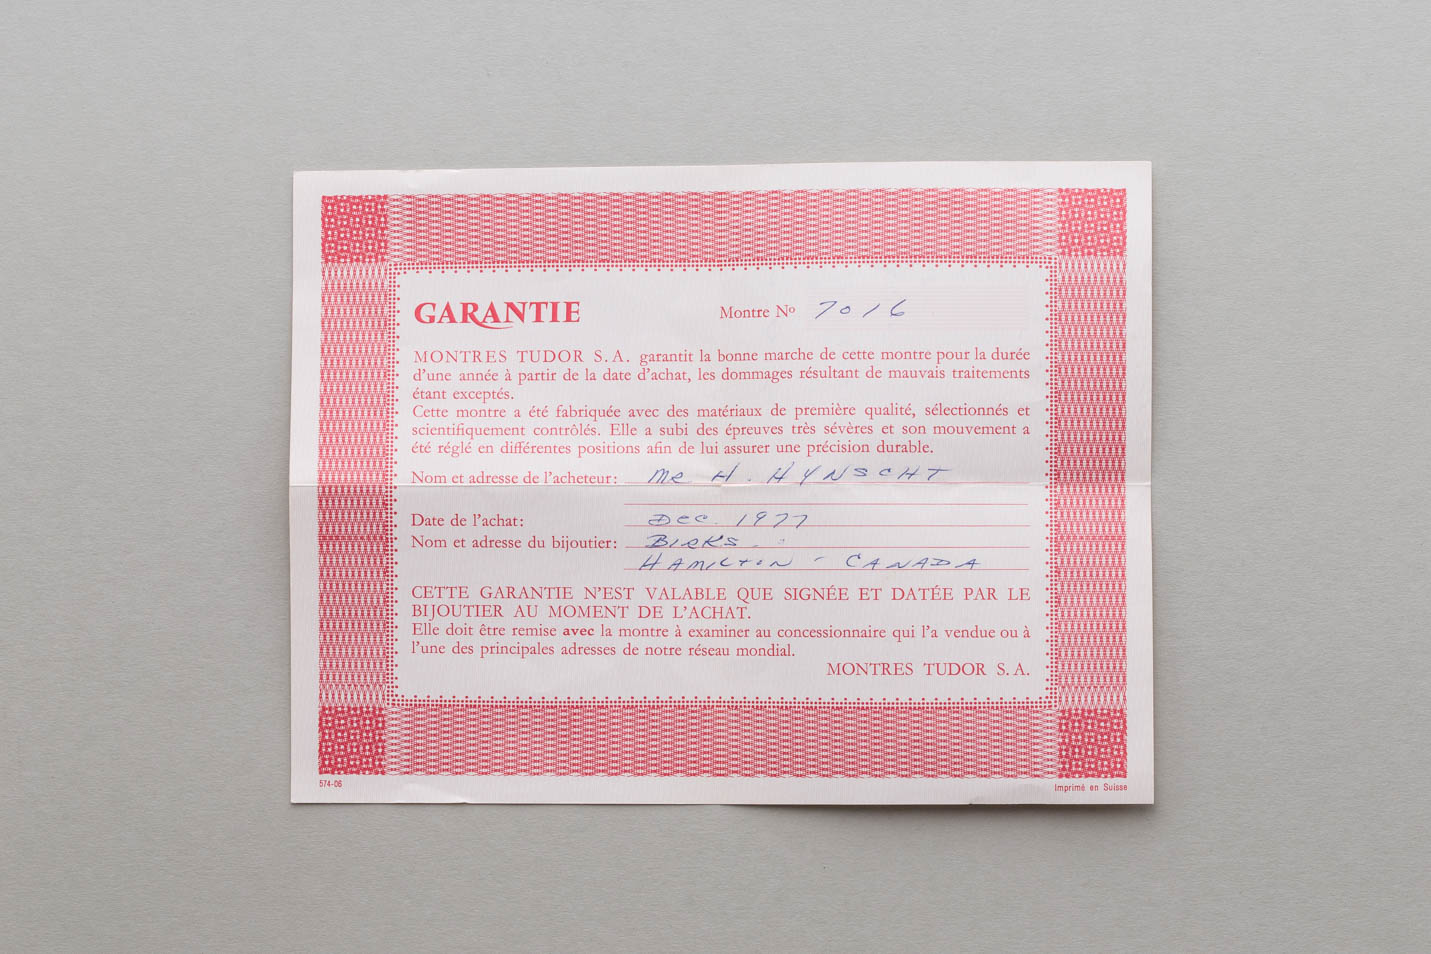 GARANTIE
Montre Nº 7016
MONTRES TUDOR S.A. garantit la bonne marche de cette montre pour la durée
d'une année à partir de la date d'achat, les dommages résultant de mauvais traitements
étant exceptés.
Cette montre a été fabriquée avec des matériaux de première qualité, sélectionnés et
scientifiquement contrôlés. Elle a subi des épreuves très sévères et son mouvement a
été réglé en différentes positions afin de lui assurer une précision durable.
Nom et adresse de l'acheteur: MR H. HYNSCHT
Date de l'achat: DEC. 1977
Nom et adresse du bijoutier: BIRKS
HAMILTON - CANADA
CETTE GARANTIE N'EST VALABLE QUE SIGNÉE ET DATÉE PAR LE
BIJOUTIER AU MOMENT DE L'ACHAT.
Elle doit être remise avec la montre à examiner au concessionnaire qui l'a vendue ou à
l'une des principales adresses de notre réseau mondial.
MONTRES TUDOR S.A.
574-06
Imprimé en Suisse